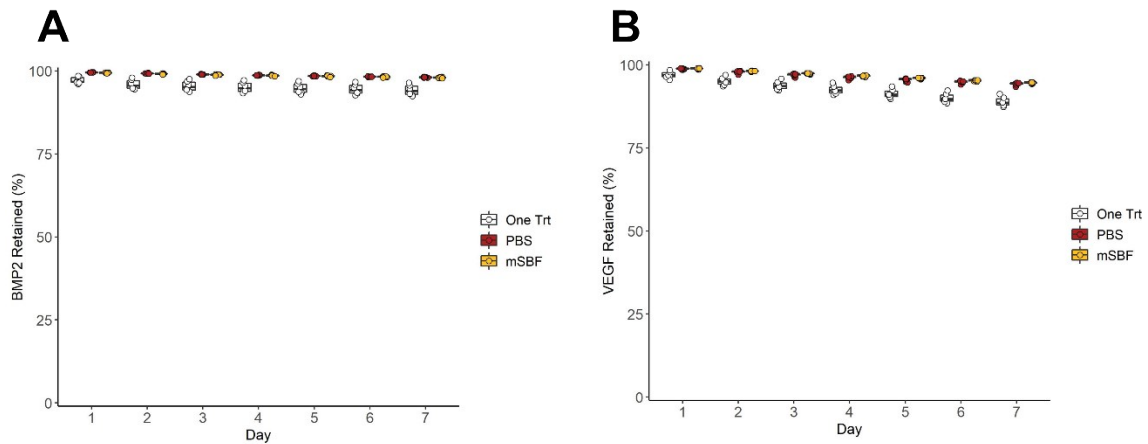 A
100
75
50
25
0
BMP2 Retained (%)
1 2 3 4 5 6 7
Day
One Trt
PBS
mSBF
B
100
75
50
25
0
VEGF Retained (%)
1 2 3 4 5 6 7
Day
One Trt
PBS
mSBF